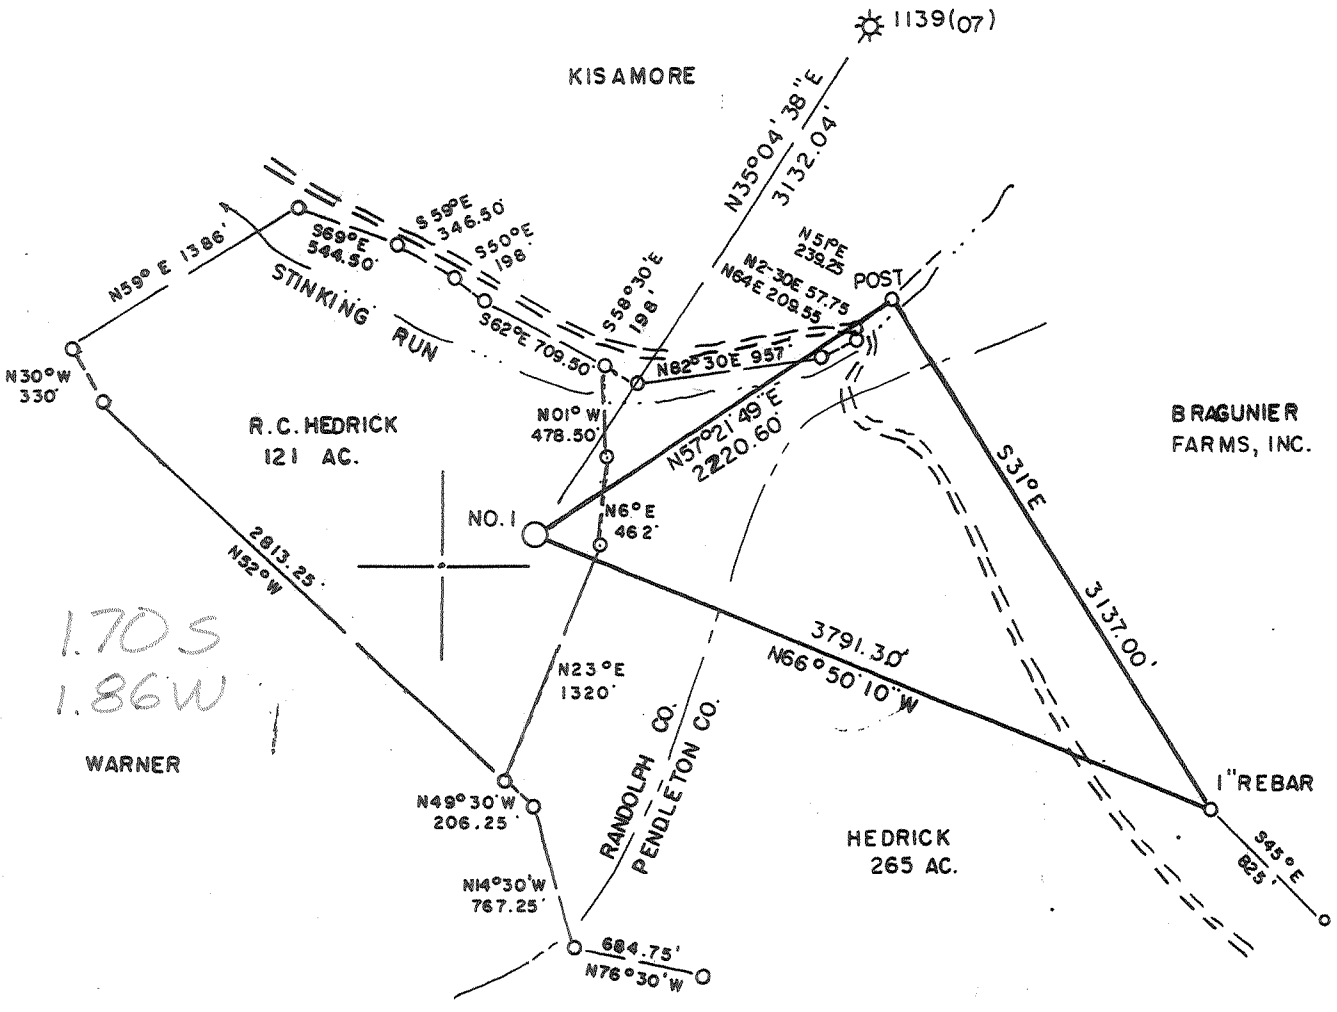 1139(07)
KISAMORE
N35°04'38"E
3132.04'
S59°E
346.50'
S50°E
198'
S69°E
544.50'
N59°E 1386'
STINKING RUN
S58°30'E
198'
N51°E
239.25
N2-30E 57.75
N64E 209.55
POST
S62°E 709.50'
N82°30E 957'
N30°W
330'
R.C. HEDRICK
121 AC.
N01°W
478.50'
N57°21'49"E
2220.60'
BRAGUNIER
FARMS, INC.
S31°E
3137.00'
NO. 1
N6°E
462'
2813.25'
N52°W
1.70 S
1.86 W
N23°E
1320'
3791.30'
N66°50'10"W
WARNER
RANDOLPH CO.
PENDLETON CO.
1" REBAR
N49°30'W
206.25'
HEDRICK
265 AC.
S45°E
825'
N14°30'W
767.25'
684.75'
N76°30'W